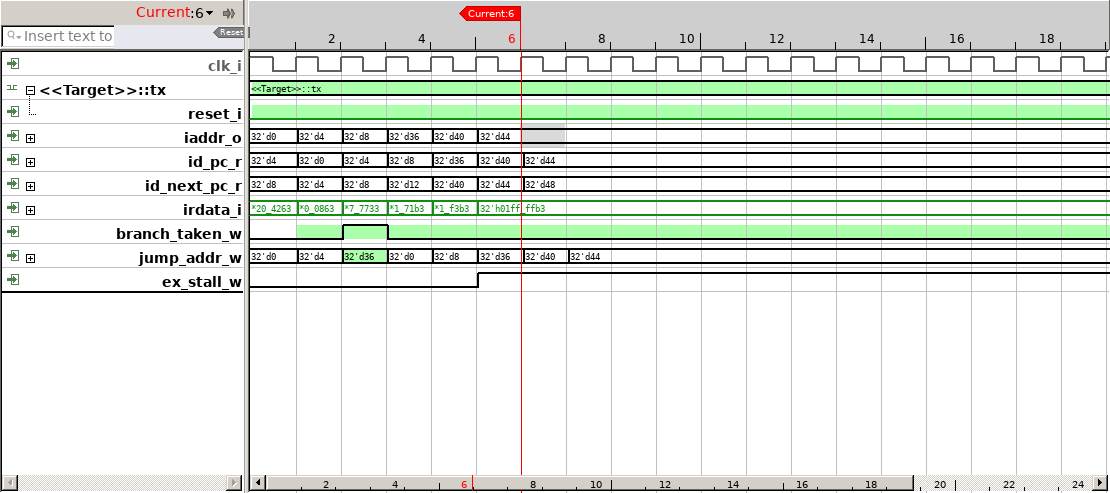 Current:6
Current:6
Insert text to
Reset
2 4 6 8 10 12 14 16 18
clk_i
<<Target>>::tx <<Target>>::tx
reset_i
iaddr_o 32'd0 32'd4 32'd8 32'd36 32'd40 32'd44
id_pc_r 32'd4 32'd0 32'd4 32'd8 32'd36 32'd40 32'd44
id_next_pc_r 32'd8 32'd4 32'd8 32'd12 32'd40 32'd44 32'd48
irdata_i *20_4263 *0_0863 *7_7733 *1_71b3 *1_f3b3 32'h01ff_ffb3
branch_taken_w
jump_addr_w 32'd0 32'd4 32'd36 32'd0 32'd8 32'd36 32'd40 32'd44
ex_stall_w
2 4 6 8 10 12 14 16 18 20 22 24